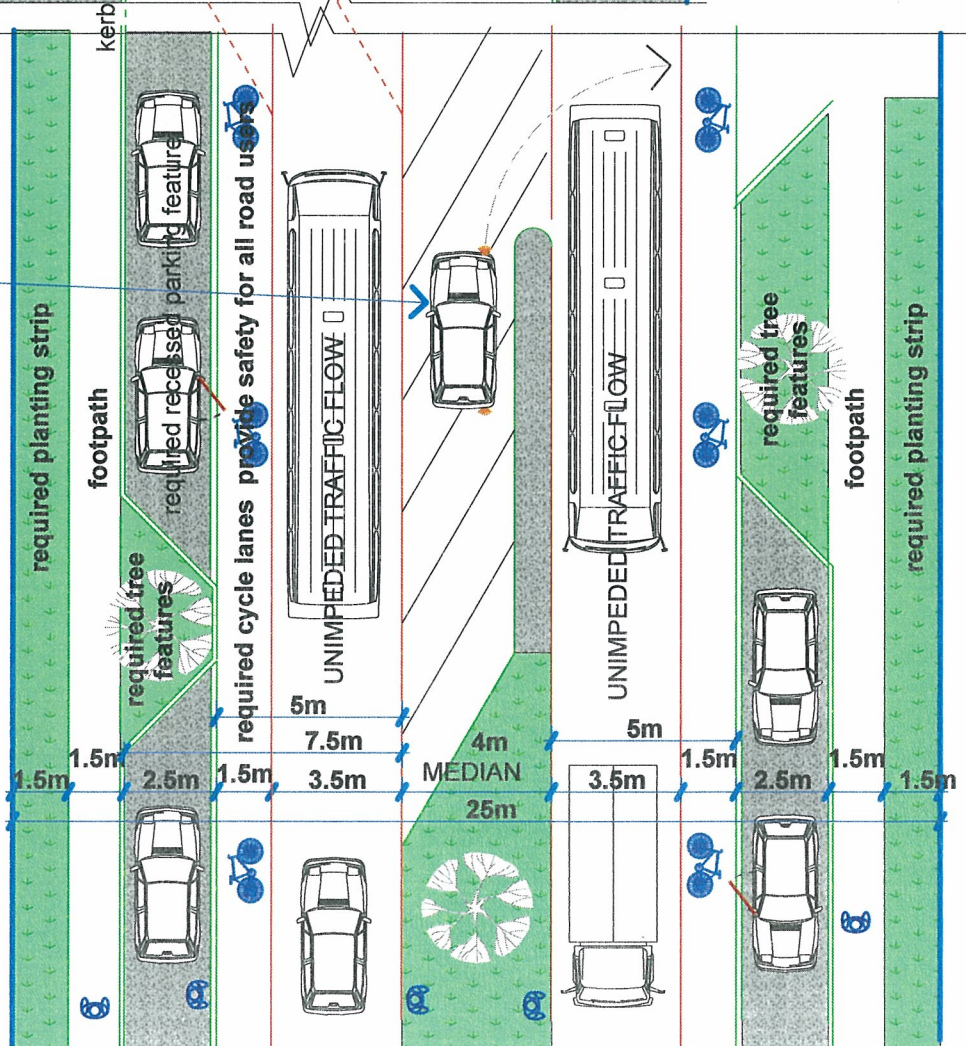 kerb
required planting strip
footpath
required recessed parking feature
required tree
features
required cycle lanes provide safety for all road users
UNIMPEDED TRAFFIC FLOW
UNIMPEDED TRAFFIC FLOW
required tree
features
footpath
required planting strip
5m
7.5m
4m
MEDIAN
5m
1.5m
1.5m
2.5m
1.5m
3.5m
3.5m
1.5m
2.5m
1.5m
1.5m
25m